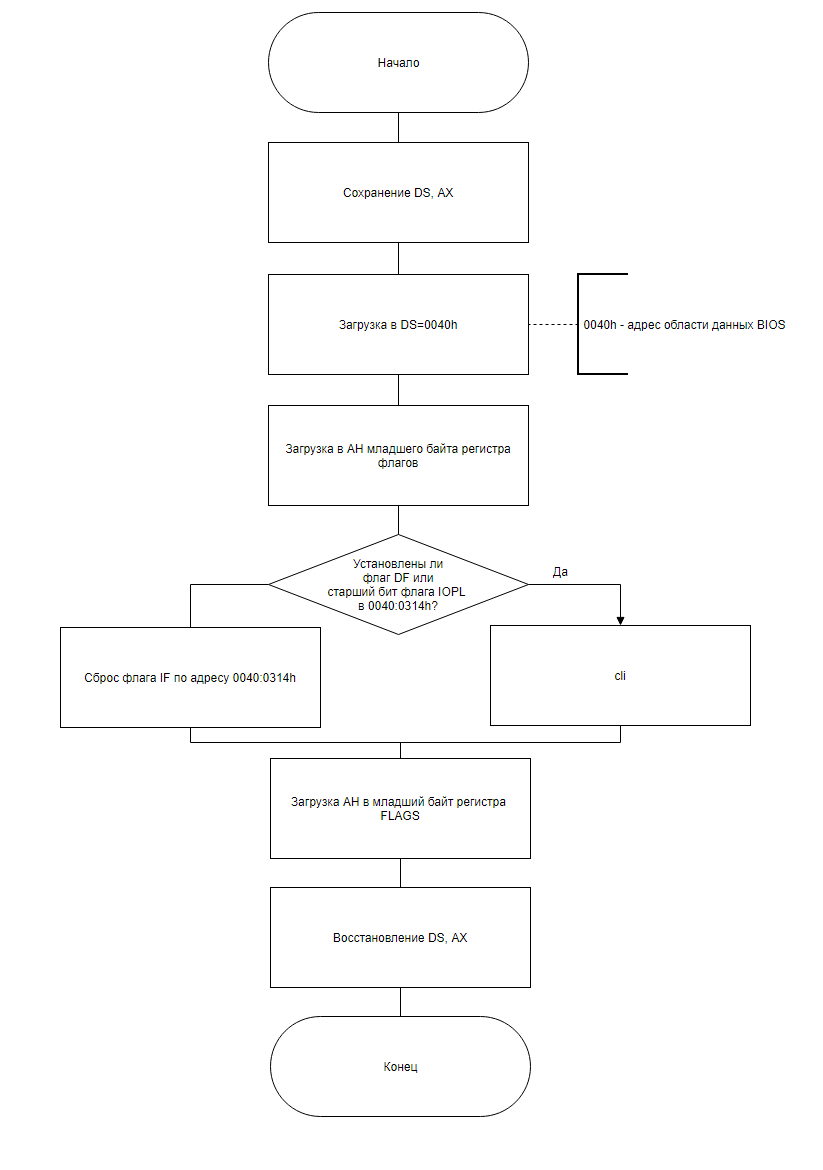 Начало
Сохранение DS, AX
Загрузка в DS=0040h
0040h - адрес области данных BIOS
Загрузка в AH младшего байта регистра
флагов
Установлены ли
флаг DF или
старший бит флага IOPL
в 0040:0314h?
Да
Сброс флага IF по адресу 0040:0314h
cli
Загрузка AH в младший байт регистра
FLAGS
Восстановление DS, AX
Конец